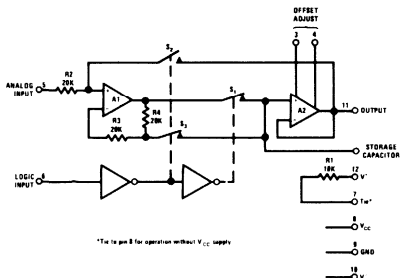 OFFSET
ADJUST
3 4
S2
ANALOG
INPUT
5
R2
20K
A1
S1
A2
11 OUTPUT
R4
20K
R3
20K
S3
STORAGE
CAPACITOR
R1
10K
12
V+
7
Tie*
LOGIC
INPUT
6
8
VCC
9
GND
10
*Tie to pin 8 for operation without VCC supply